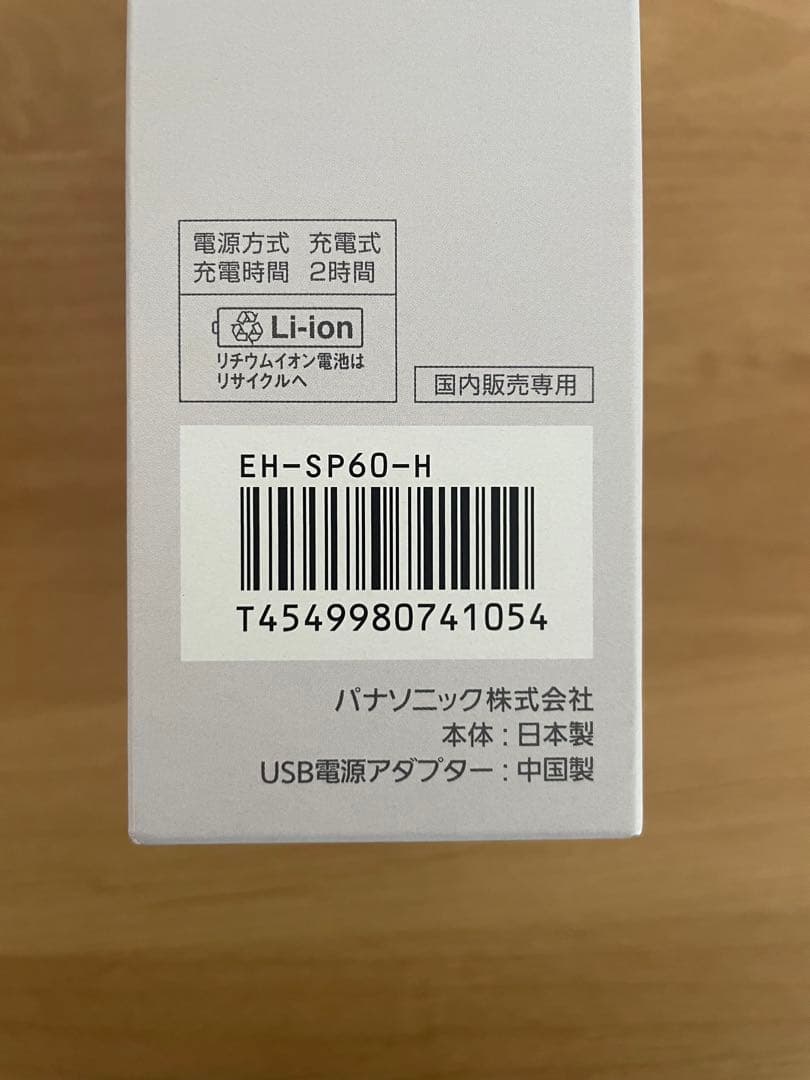 電源方式 充電式
充電時間 2時間
Li-ion
リチウムイオン電池は
リサイクルへ
国内販売専用
EH-SP60-H
T4549980741054
パナソニック株式会社
本体:日本製
USB電源アダプター:中国製